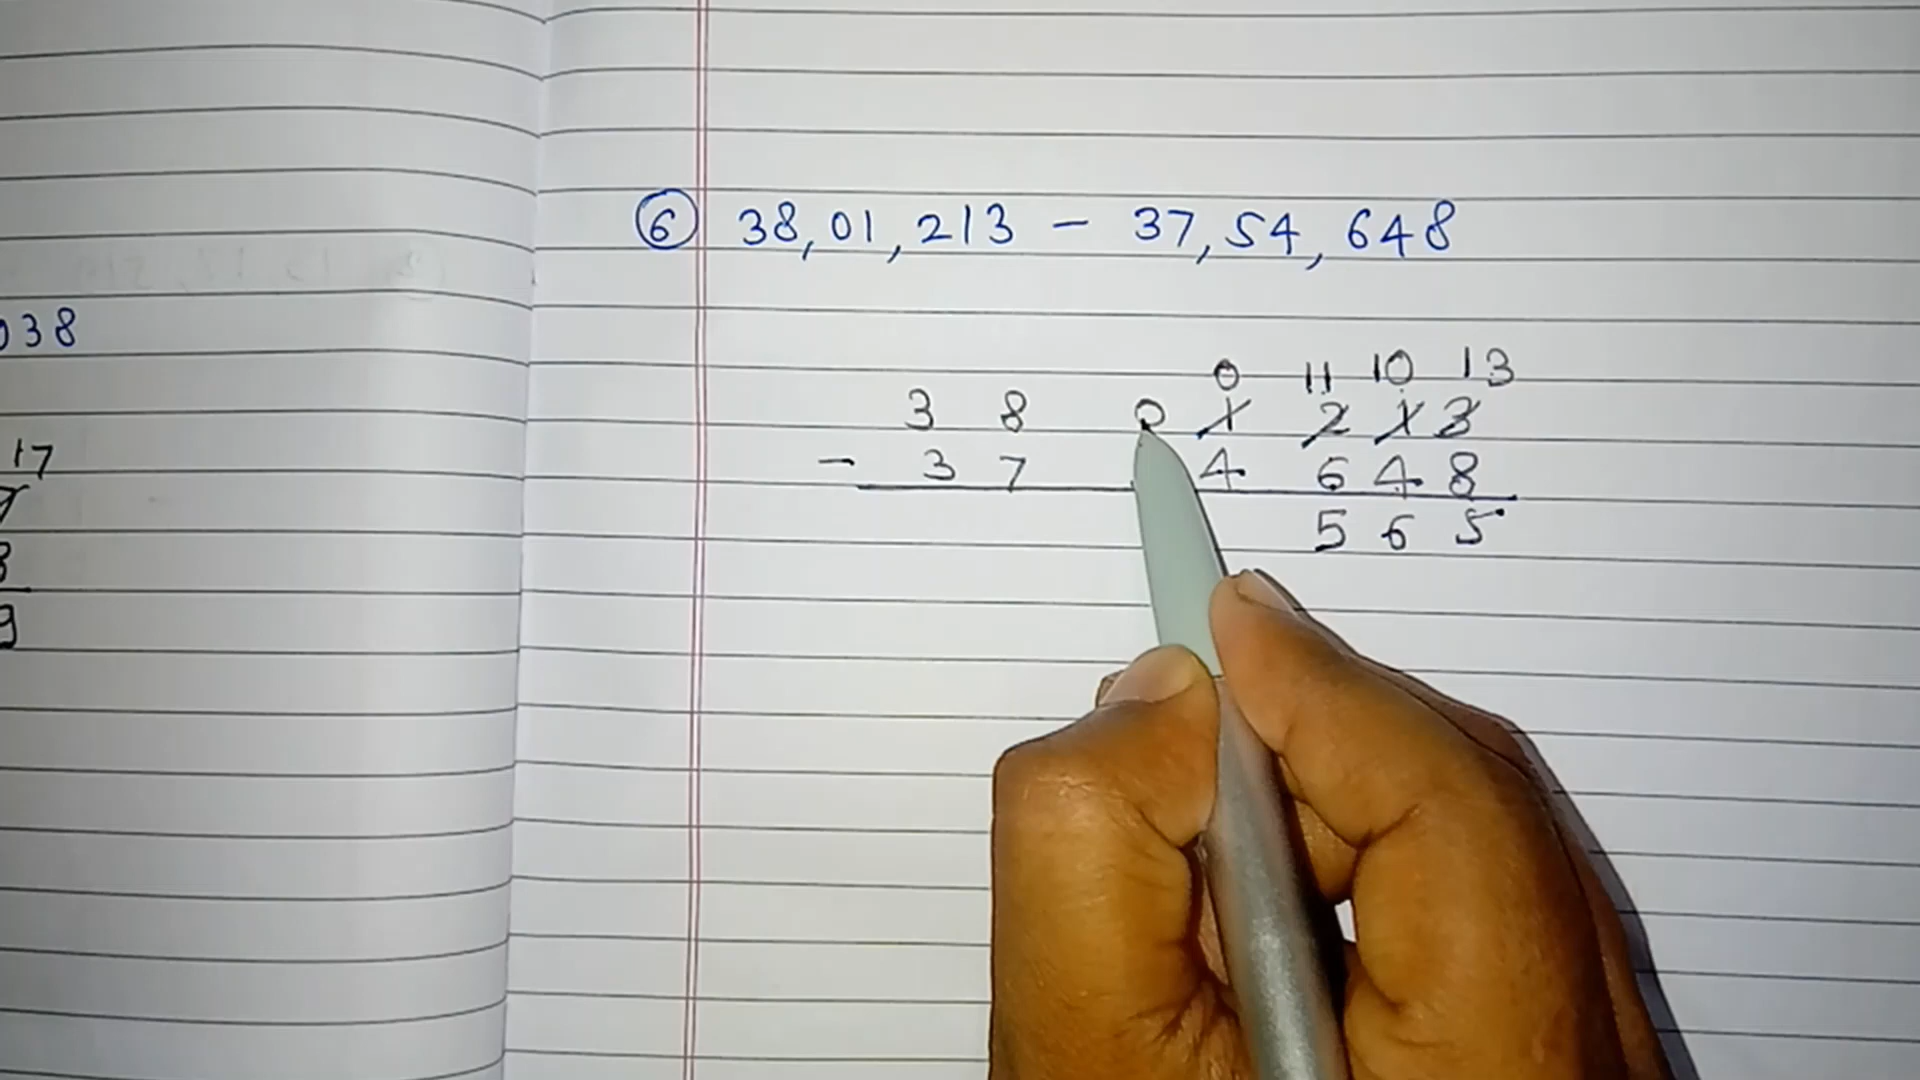 ⑥ 38,01,213 - 37,54,648
038
0 11 10 13
3 8 0 1 2 1 3
17
- 3 7 4 6 4 8
5 6 5
9